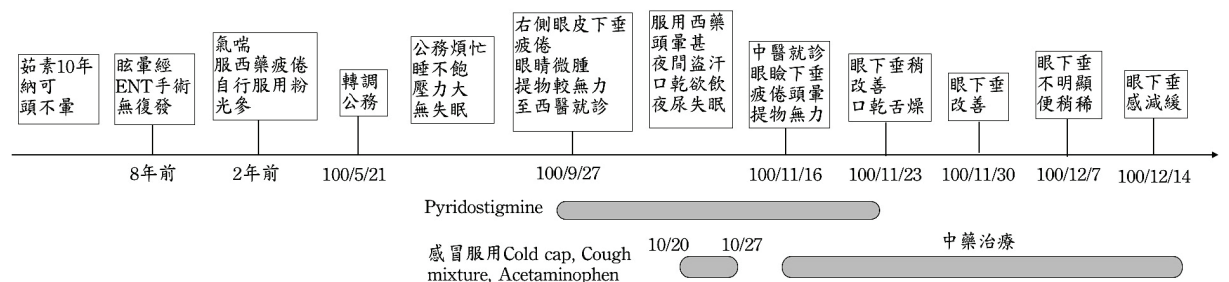 茹素10年
納可
頭不暈
眩暈經
ENT手術
無復發
氣喘
服西藥疲倦
自行服用粉
光參
轉調
公務
公務煩忙
睡不飽
壓力大
無失眠
右側眼皮下垂
疲倦
眼睛微腫
提物較無力
至西醫就診
服用西藥
頭暈甚
夜間盜汗
口乾欲飲
夜尿失眠
中醫就診
眼瞼下垂
疲倦頭暈
提物無力
眼下垂稍
改善
口乾舌燥
眼下垂
改善
眼下垂
不明顯
便稍稀
眼下垂
感減緩
8年前
2年前
100/5/21
100/9/27
100/11/16
100/11/23
100/11/30
100/12/7
100/12/14
Pyridostigmine
感冒服用Cold cap, Cough
mixture, Acetaminophen
10/20
10/27
中藥治療